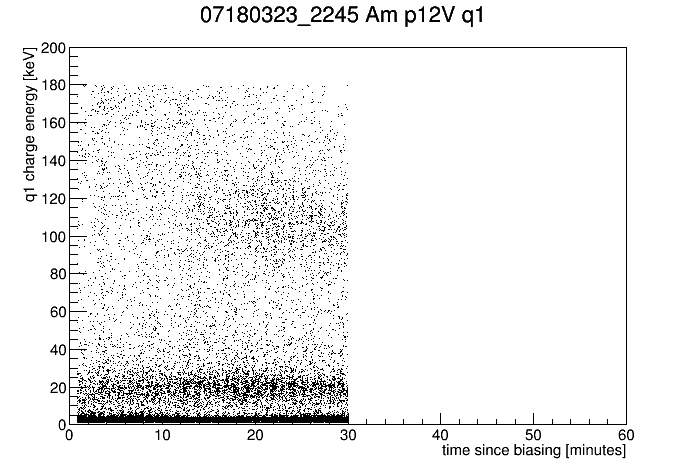 07180323_2245 Am p12V q1
q1 charge energy [keV]
200
180
160
140
120
100
80
60
40
20
0
0 10 20 30 40 50 60
time since biasing [minutes]